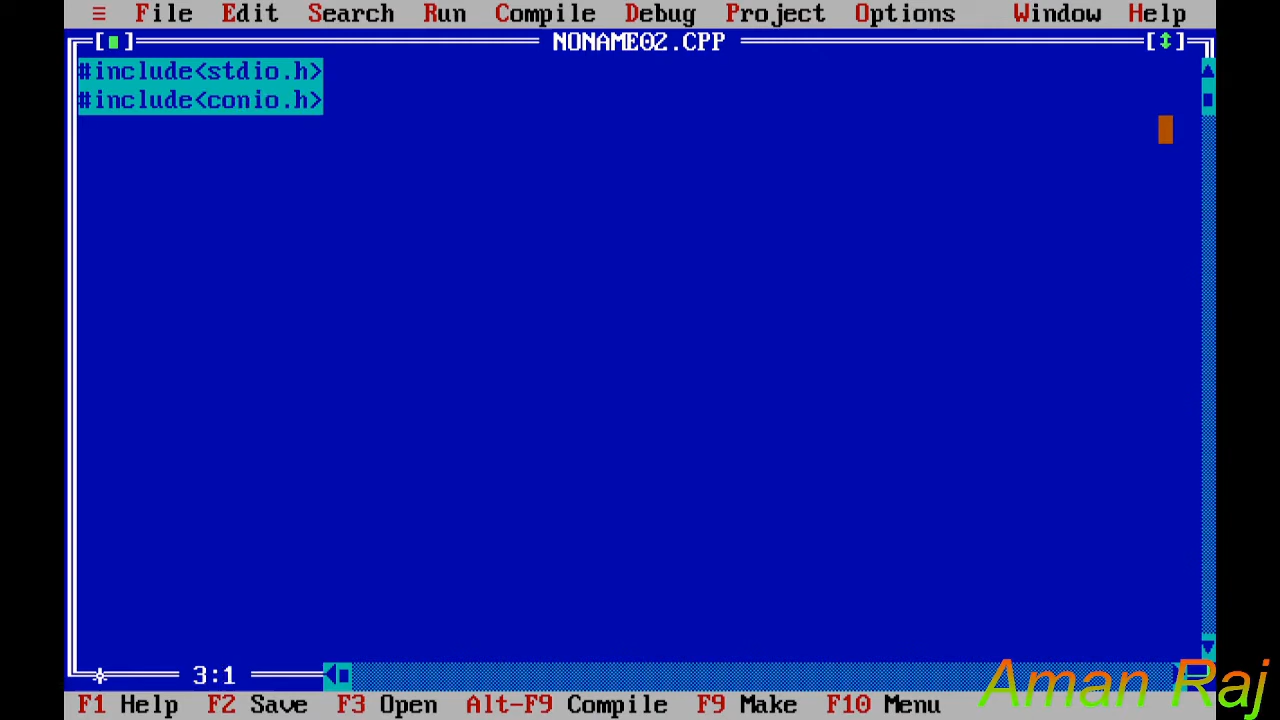 ≡ File Edit Search Run Compile Debug Project Options Window Help
[■] NONAME02.CPP [↕]
#include<stdio.h>
#include<conio.h>
* 3:1
F1 Help F2 Save F3 Open Alt-F9 Compile F9 Make F10 Menu
Aman Raj